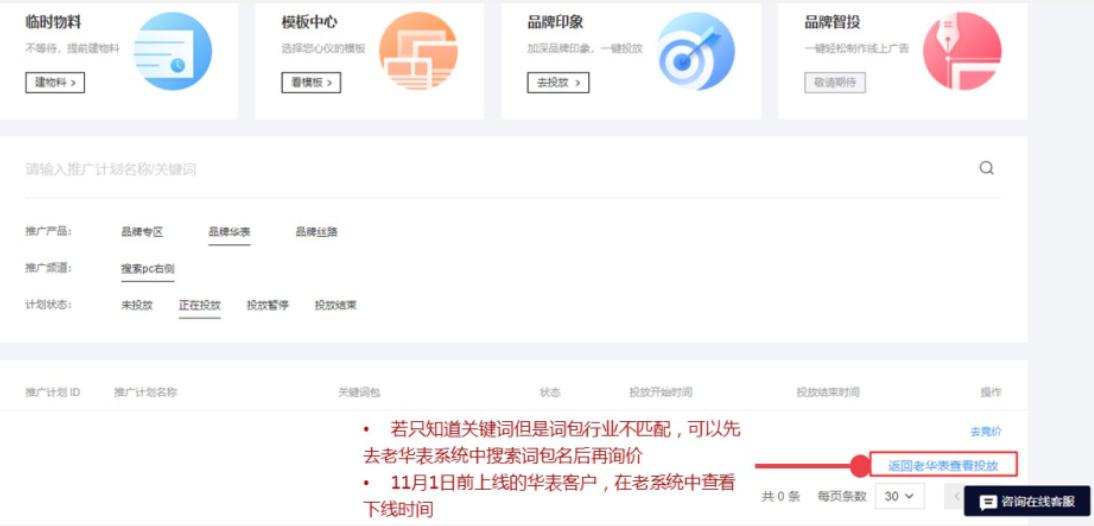 临时物料
不等待，提前建物料
建物料 >
模板中心
选择您心仪的模板
看模板 >
品牌印象
加深品牌印象，一键投放
去投放 >
品牌智投
一键轻松制作线上广告
敬请期待
请输入推广计划名称/关键词
推广产品： 品牌专区 品牌华表 品牌丝路
推广频道： 搜索pc右侧
计划状态： 未投放 正在投放 投放暂停 投放结束
推广计划 ID 推广计划名称 关键词包 状态 投放开始时间 投放结束时间 操作
去竞价
• 若只知道关键词但是词包行业不匹配，可以先
去老华表系统中搜索词包名后再询价
返回老华表查看投放
• 11月1日前上线的华表客户，在老系统中查看
下线时间
共 0 条 每页条数 30
咨询在线客服